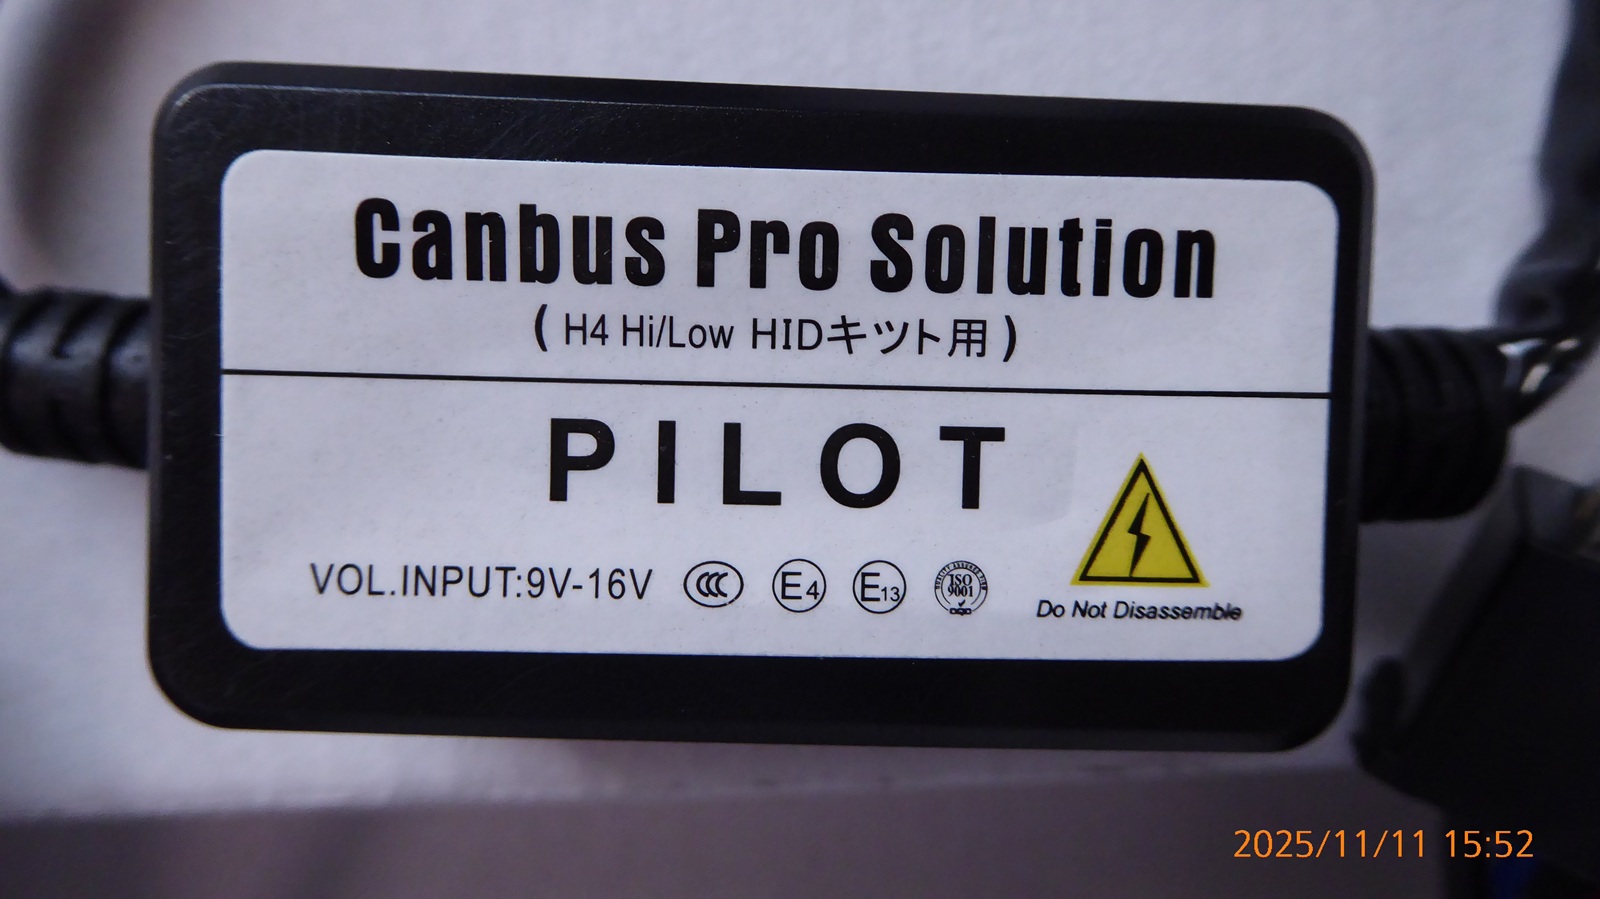 Canbus Pro Solution
( H4 Hi/Low HIDキット用 )
PILOT
VOL.INPUT:9V-16V CCC E4 E13 ISO 9001
Do Not Disassemble
2025/11/11 15:52